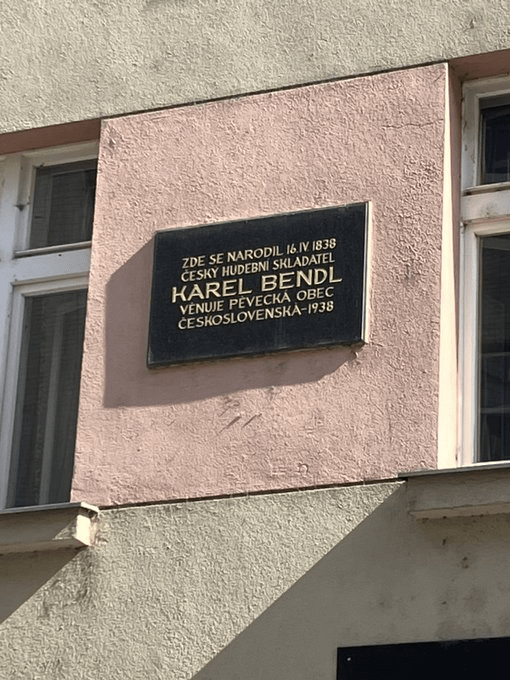 ZDE SE NARODIL 16.IV. 1838
ČESKÝ HUDEBNÍ SKLADATEL
KAREL BENDL
VĚNUJE PĚVECKÁ OBEC
ČESKOSLOVENSKÁ-1938